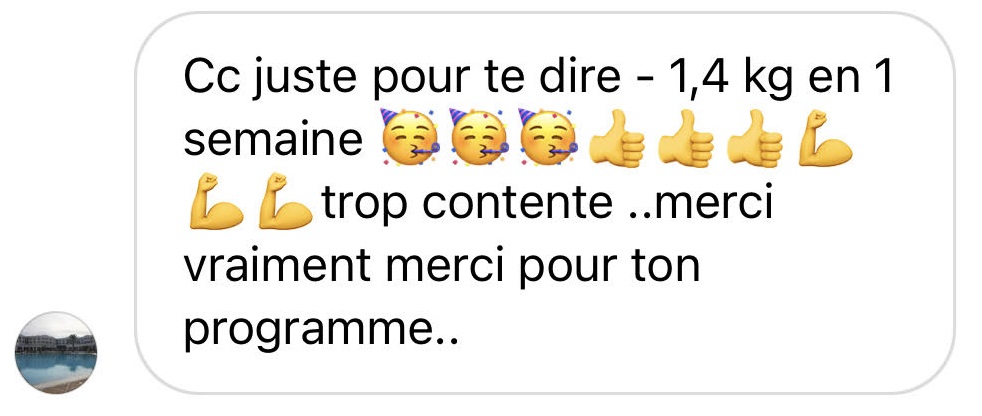 Cc juste pour te dire - 1,4 kg en 1
semaine 🥳🥳🥳👍👍👍💪
💪💪trop contente ..merci
vraiment merci pour ton
programme..